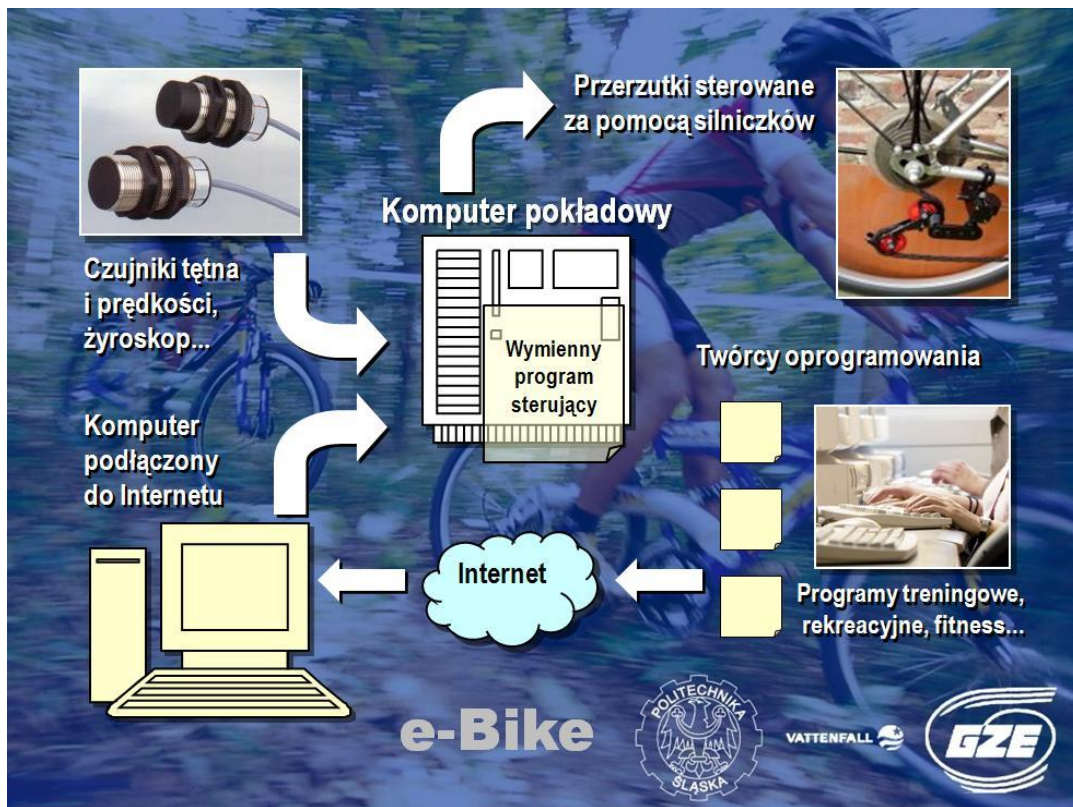 Przerzutki sterowane
za pomocą silniczków
Komputer pokładowy
Czujniki tętna
i prędkości,
żyroskop...
Wymienny
program
sterujący
Twórcy oprogramowania
Komputer
podłączony
do Internetu
Internet
Programy treningowe,
rekreacyjne, fitness...
e-Bike
POLITECHNIKA
ŚLĄSKA
VATTENFALL
GZE